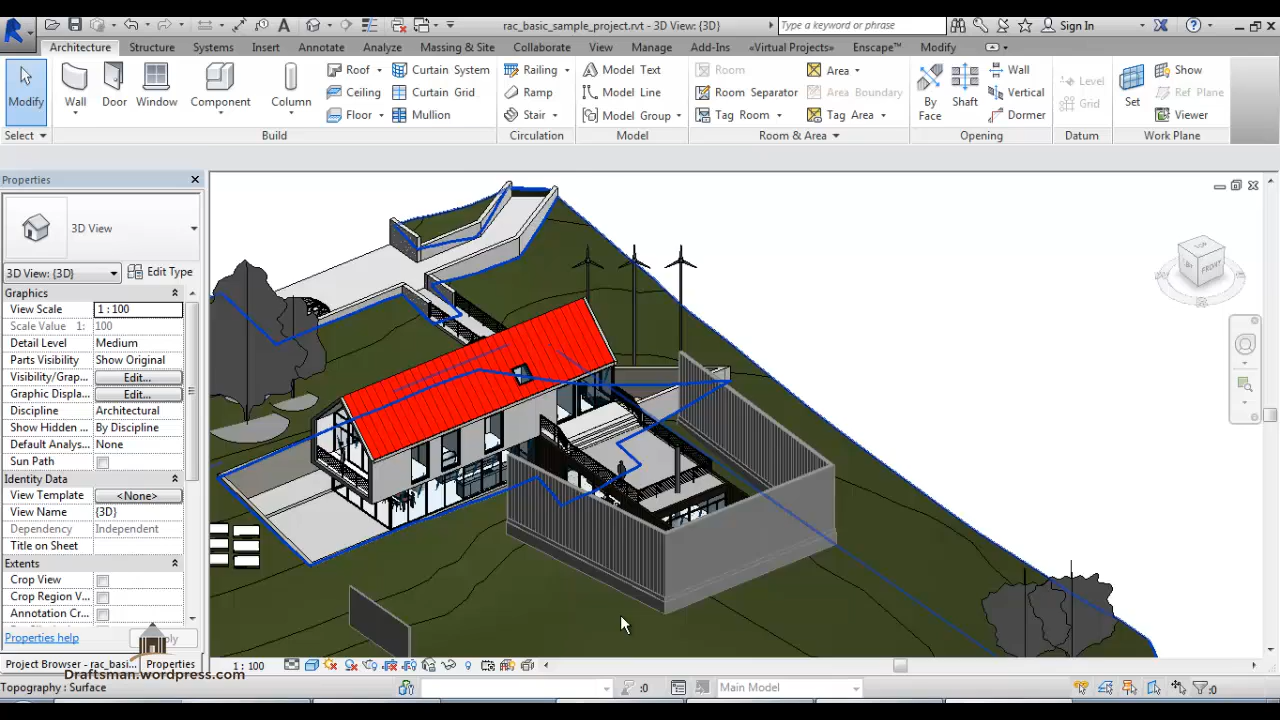 rac_basic_sample_project.rvt - 3D View: {3D}
Type a keyword or phrase
Sign In
Architecture Structure Systems Insert Annotate Analyze Massing & Site Collaborate View Manage Add-Ins «Virtual Projects» Enscape™ Modify
Modify
Wall
Door
Window
Component
Column
Roof
Ceiling
Floor
Curtain System
Curtain Grid
Mullion
Railing
Ramp
Stair
Model Text
Model Line
Model Group
Room
Room Separator
Tag Room
Area
Area Boundary
Tag Area
By Face
Shaft
Wall
Vertical
Dormer
Level
Grid
Set
Show
Ref Plane
Viewer
Select Build Circulation Model Room & Area Opening Datum Work Plane
Properties
3D View
3D View: {3D} Edit Type
Graphics
View Scale 1 : 100
Scale Value 1: 100
Detail Level Medium
Parts Visibility Show Original
Visibility/Grap... Edit...
Graphic Displa... Edit...
Discipline Architectural
Show Hidden ... By Discipline
Default Analys... None
Sun Path
Identity Data
View Template <None>
View Name {3D}
Dependency Independent
Title on Sheet
Extents
Crop View
Crop Region V...
Annotation Cr...
Properties help
Project Browser - rac_basi... Properties
Draftsman.wordpress.com
TOP
FRONT
1 : 100
Topography : Surface
:0
Main Model
:0